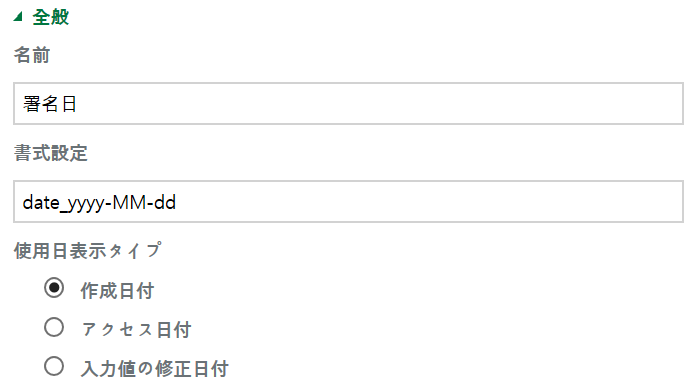 全般
名前
署名日
書式設定
date_yyyy-MM-dd
使用日表示タイプ
作成日付
アクセス日付
入力値の修正日付